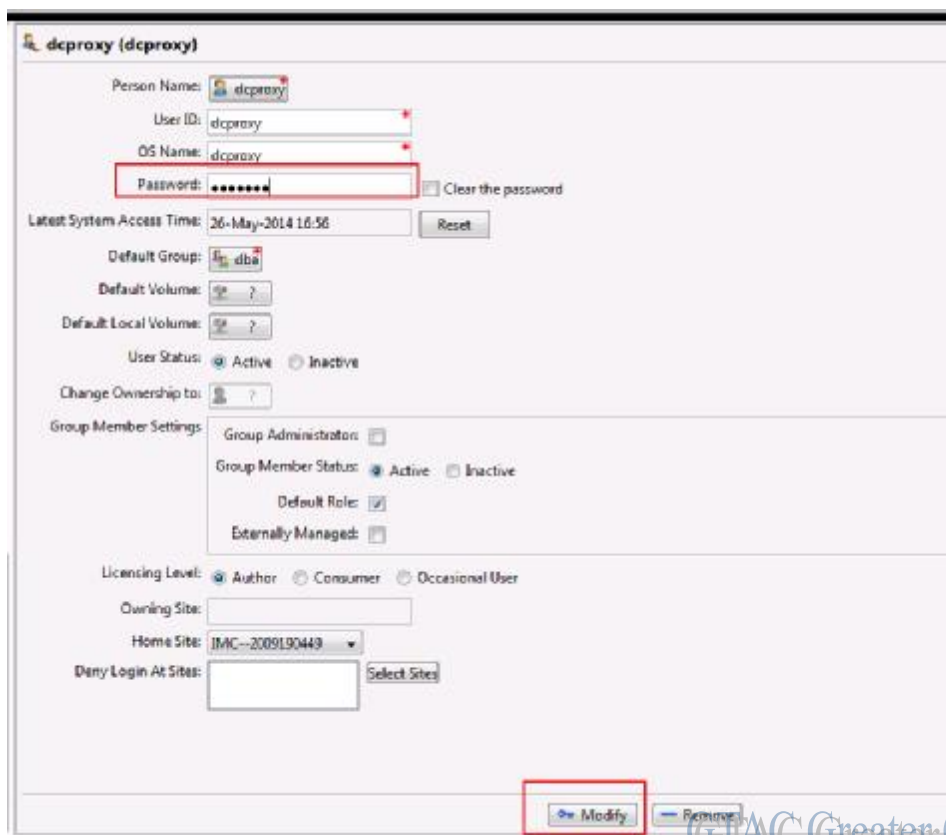 dcproxy (dcproxy)
Person Name: dcproxy
User ID: dcproxy
OS Name: dcproxy
Password: ●●●●●●● Clear the password
Latest System Access Time: 26-May-2014 16:56 Reset
Default Group: dba
Default Volume: ?
Default Local Volume: ?
User Status: Active Inactive
Change Ownership to: ?
Group Member Settings
Group Administrator:
Group Member Status: Active Inactive
Default Role:
Externally Managed:
Licensing Level: Author Consumer Occasional User
Owning Site:
Home Site: IMC--2009190449
Deny Login At Sites: Select Sites
Modify Remove
GTAC Greater